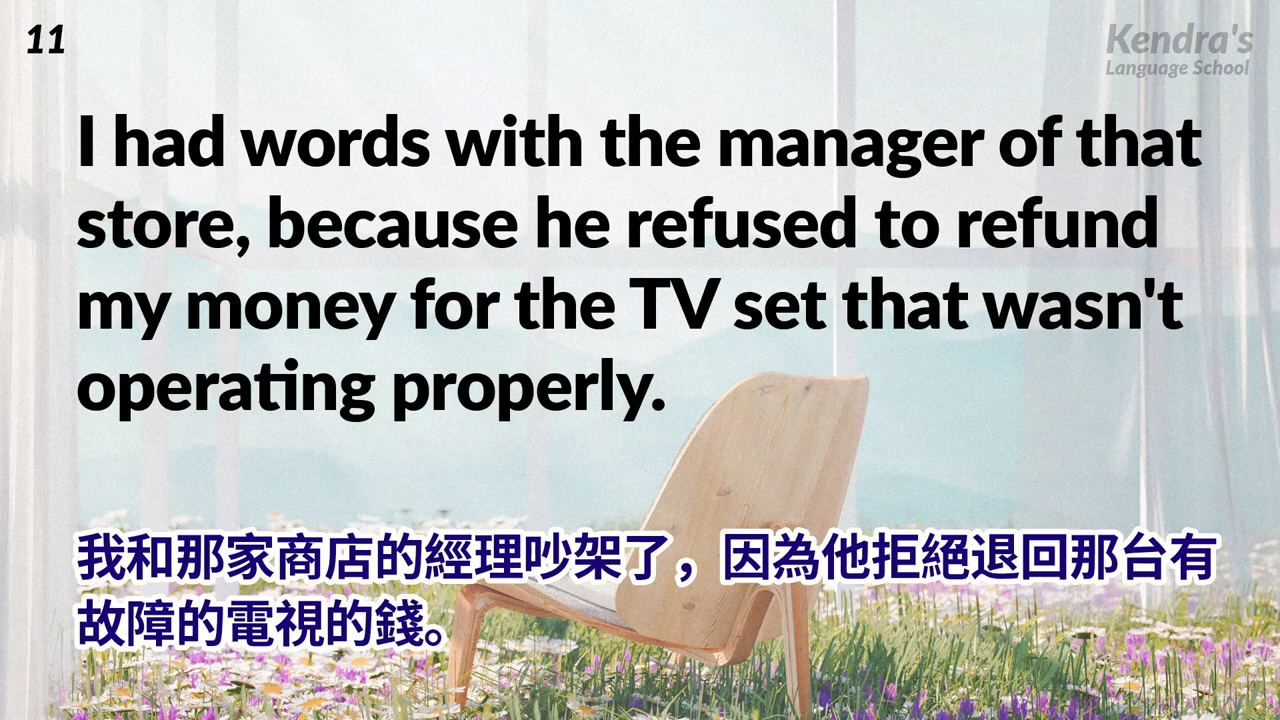 11
Kendra's
Language School
I had words with the manager of that
store, because he refused to refund
my money for the TV set that wasn't
operating properly.
我和那家商店的經理吵架了，因為他拒絕退回那台有
故障的電視的錢。